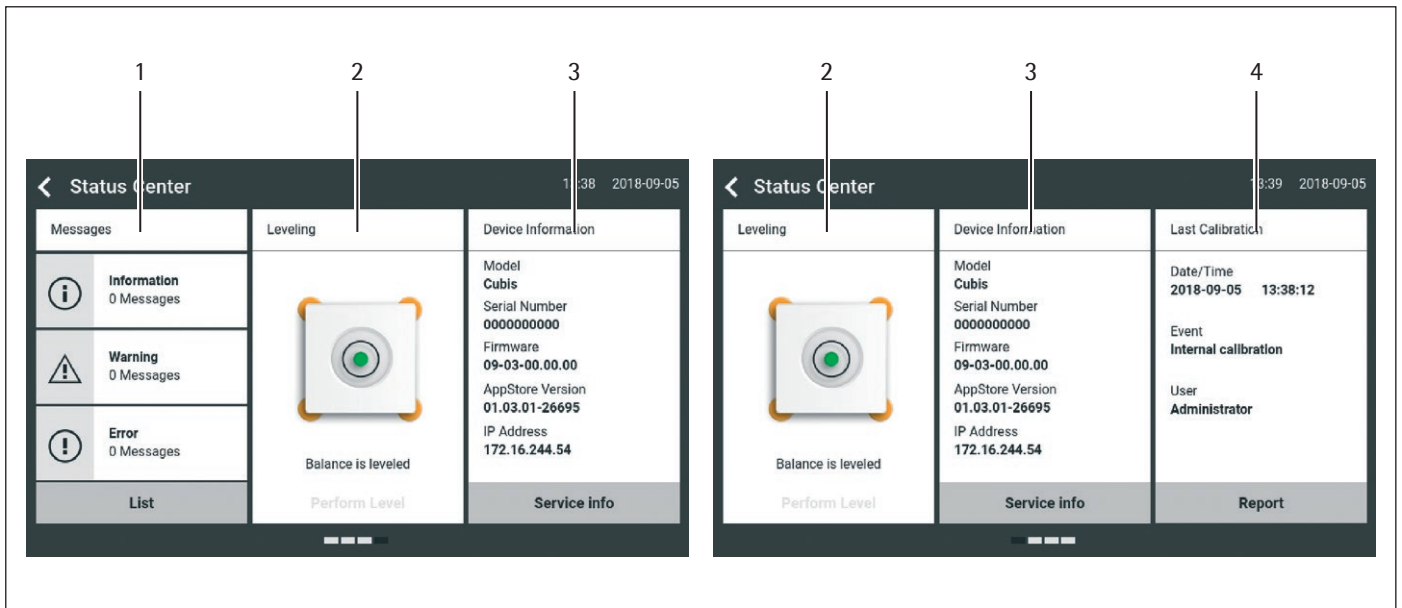 1 2 3 2 3 4
Status Center 13:38 2018-09-05
Messages Leveling Device Information
Information
0 Messages
Warning
0 Messages
Error
0 Messages
List
Balance is leveled
Perform Level
Model
Cubis
Serial Number
0000000000
Firmware
09-03-00.00.00
AppStore Version
01.03.01-26695
IP Address
172.16.244.54
Service info
Status Center 13:39 2018-09-05
Leveling Device Information Last Calibration
Balance is leveled
Perform Level
Model
Cubis
Serial Number
0000000000
Firmware
09-03-00.00.00
AppStore Version
01.03.01-26695
IP Address
172.16.244.54
Service info
Date/Time
2018-09-05 13:38:12
Event
Internal calibration
User
Administrator
Report